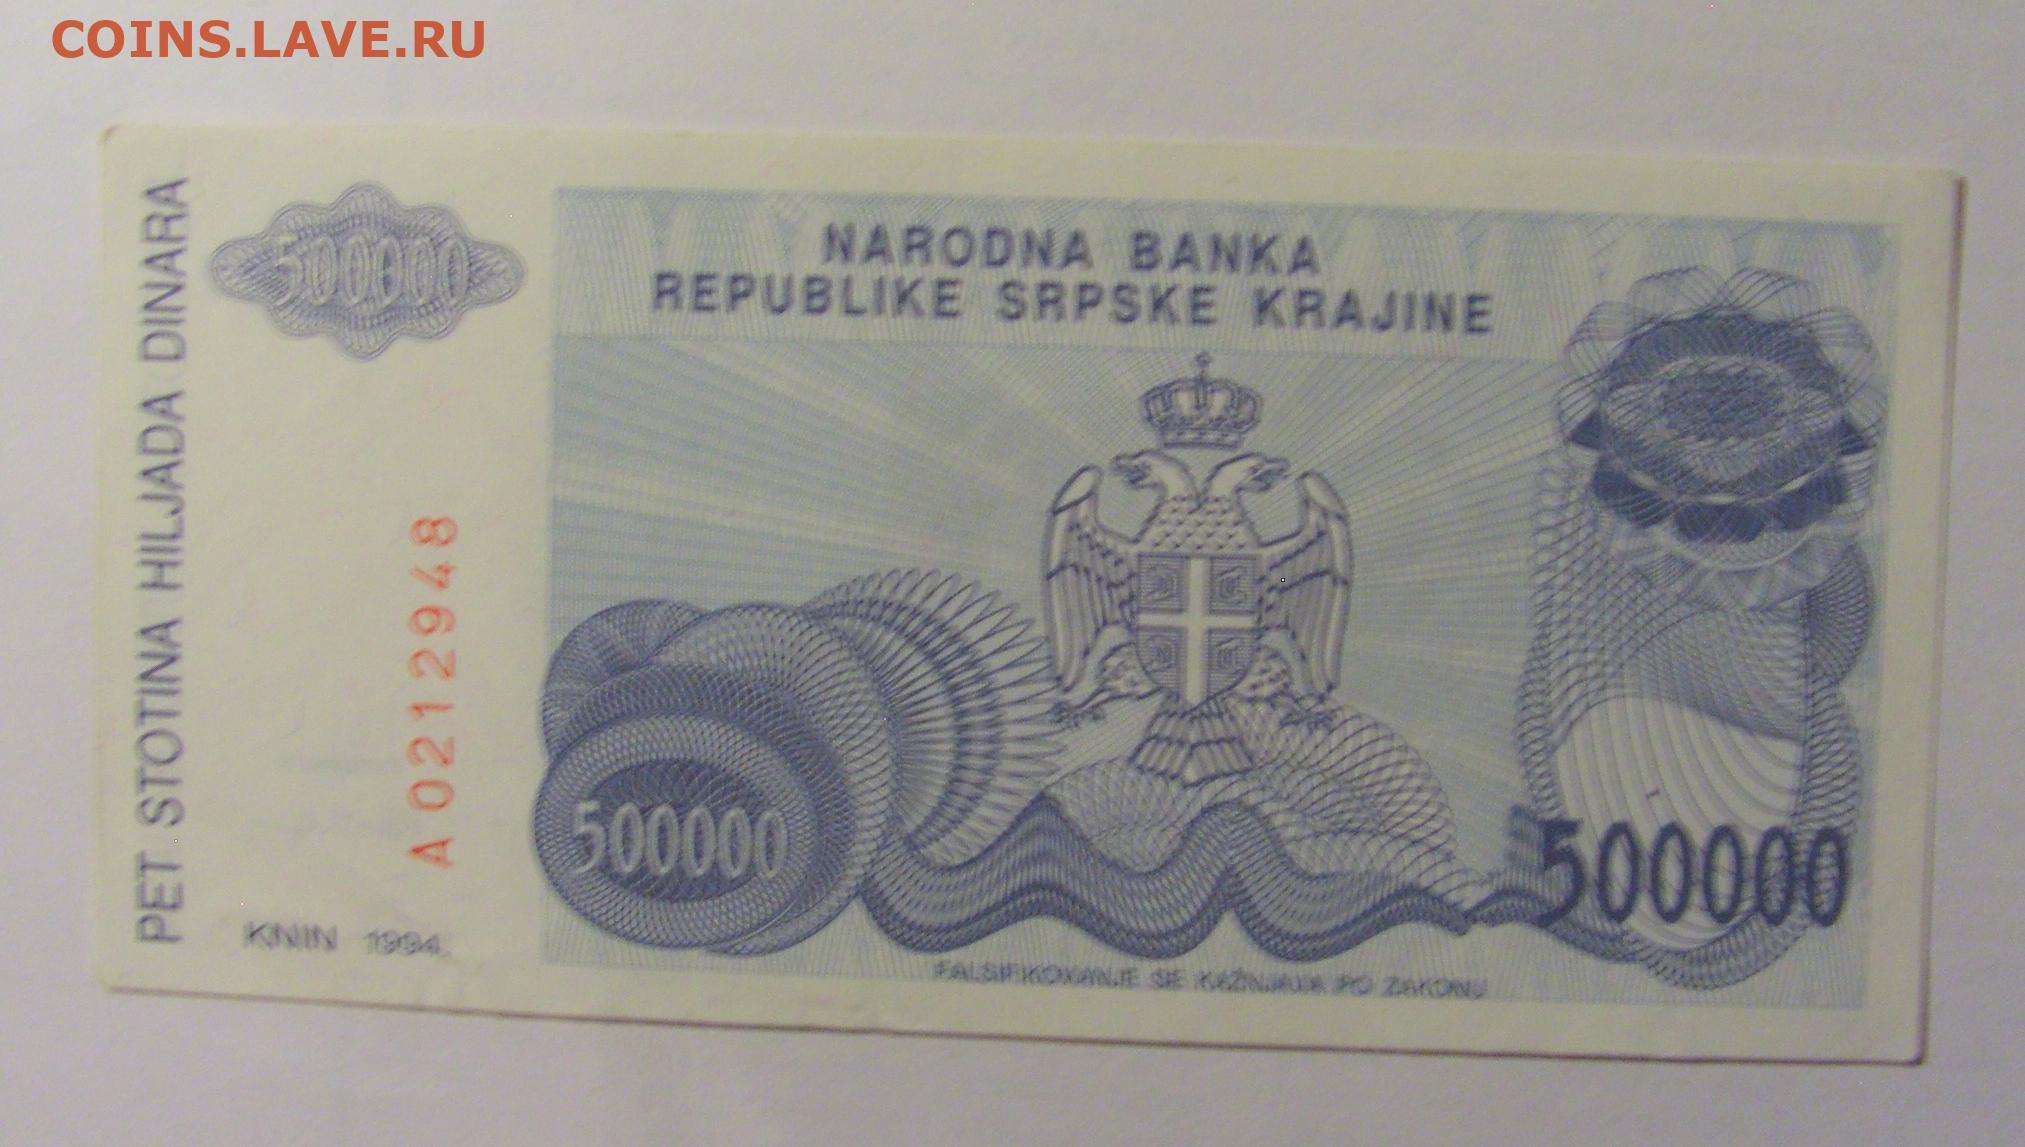 COINS.LAVE.RU
PET STOTINA HILJADA DINARA
500000
A 0212948
KNIN 1994.
NARODNA BANKA
REPUBLIKE SRPSKE KRAJINE
500000
500000
FALSIFIKOVANJE SE KAŽNJAVA PO ZAKONU